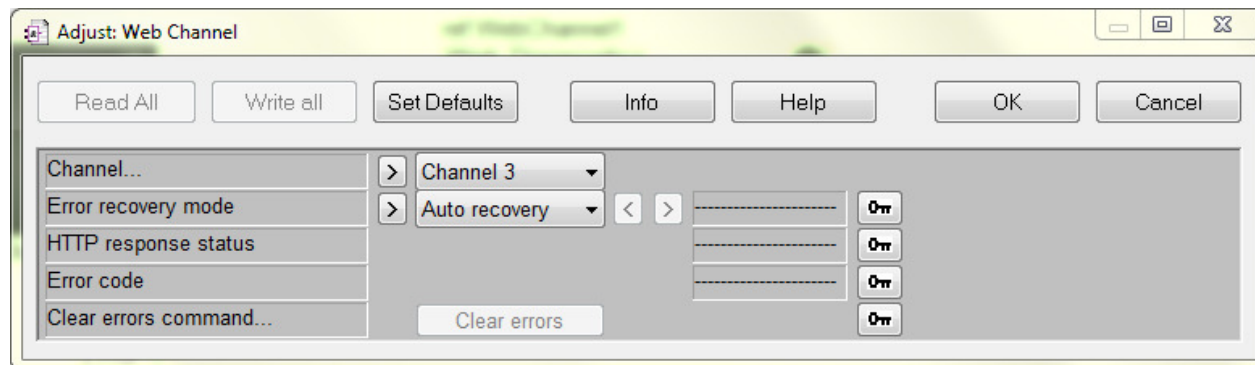 Adjust: Web Channel
Read All Write all Set Defaults Info Help OK Cancel
Channel... > Channel 3
Error recovery mode > Auto recovery < > --------------------
HTTP response status --------------------
Error code --------------------
Clear errors command... Clear errors